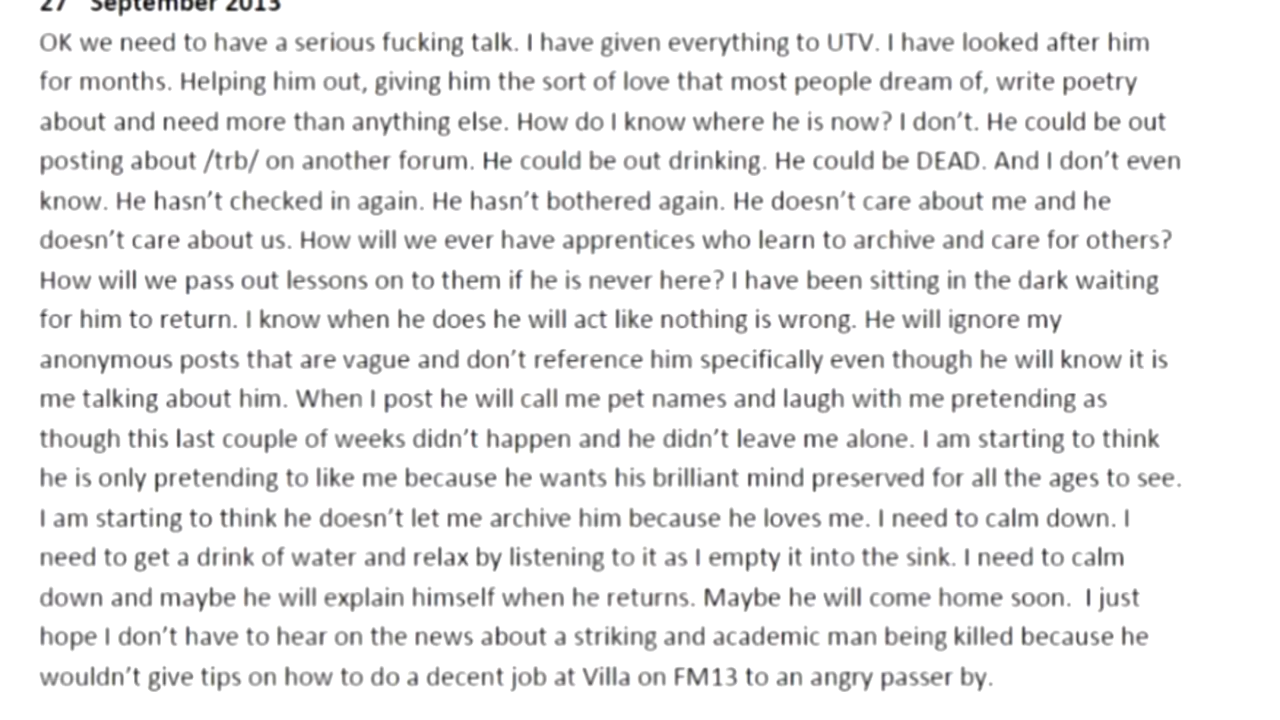 27 September 2013
OK we need to have a serious fucking talk. I have given everything to UTV. I have looked after him
for months. Helping him out, giving him the sort of love that most people dream of, write poetry
about and need more than anything else. How do I know where he is now? I don’t. He could be out
posting about /trb/ on another forum. He could be out drinking. He could be DEAD. And I don’t even
know. He hasn’t checked in again. He hasn’t bothered again. He doesn’t care about me and he
doesn’t care about us. How will we ever have apprentices who learn to archive and care for others?
How will we pass out lessons on to them if he is never here? I have been sitting in the dark waiting
for him to return. I know when he does he will act like nothing is wrong. He will ignore my
anonymous posts that are vague and don’t reference him specifically even though he will know it is
me talking about him. When I post he will call me pet names and laugh with me pretending as
though this last couple of weeks didn’t happen and he didn’t leave me alone. I am starting to think
he is only pretending to like me because he wants his brilliant mind preserved for all the ages to see.
I am starting to think he doesn’t let me archive him because he loves me. I need to calm down. I
need to get a drink of water and relax by listening to it as I empty it into the sink. I need to calm
down and maybe he will explain himself when he returns. Maybe he will come home soon.  I just
hope I don’t have to hear on the news about a striking and academic man being killed because he
wouldn’t give tips on how to do a decent job at Villa on FM13 to an angry passer by.